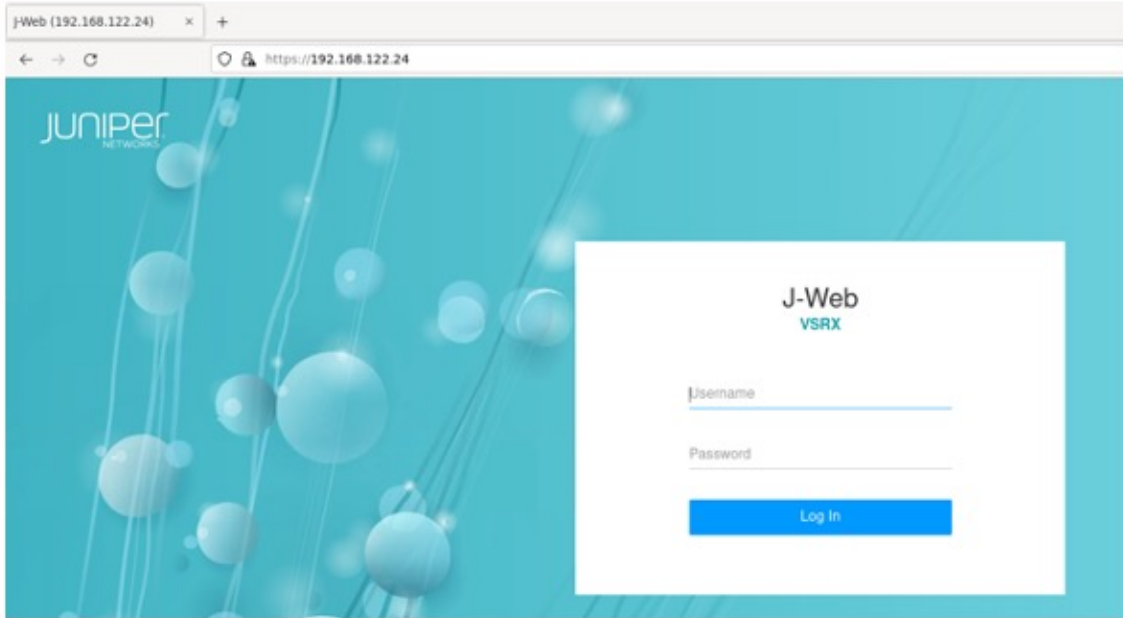 J-Web (192.168.122.24) × +
https://192.168.122.24
JUNIPEr
NETWORKS
J-Web
VSRX
Username
Password
Log In